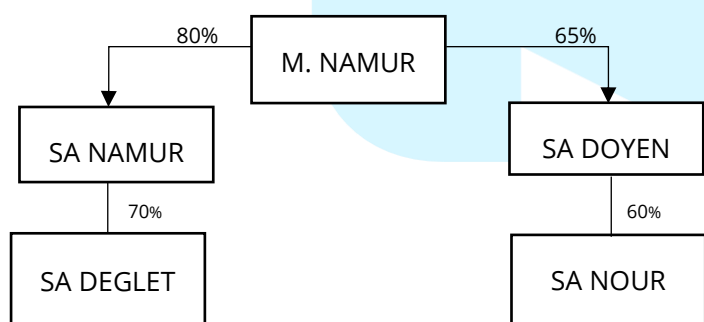 80%
M. NAMUR
65%
SA NAMUR
SA DOYEN
70%
60%
SA DEGLET
SA NOUR